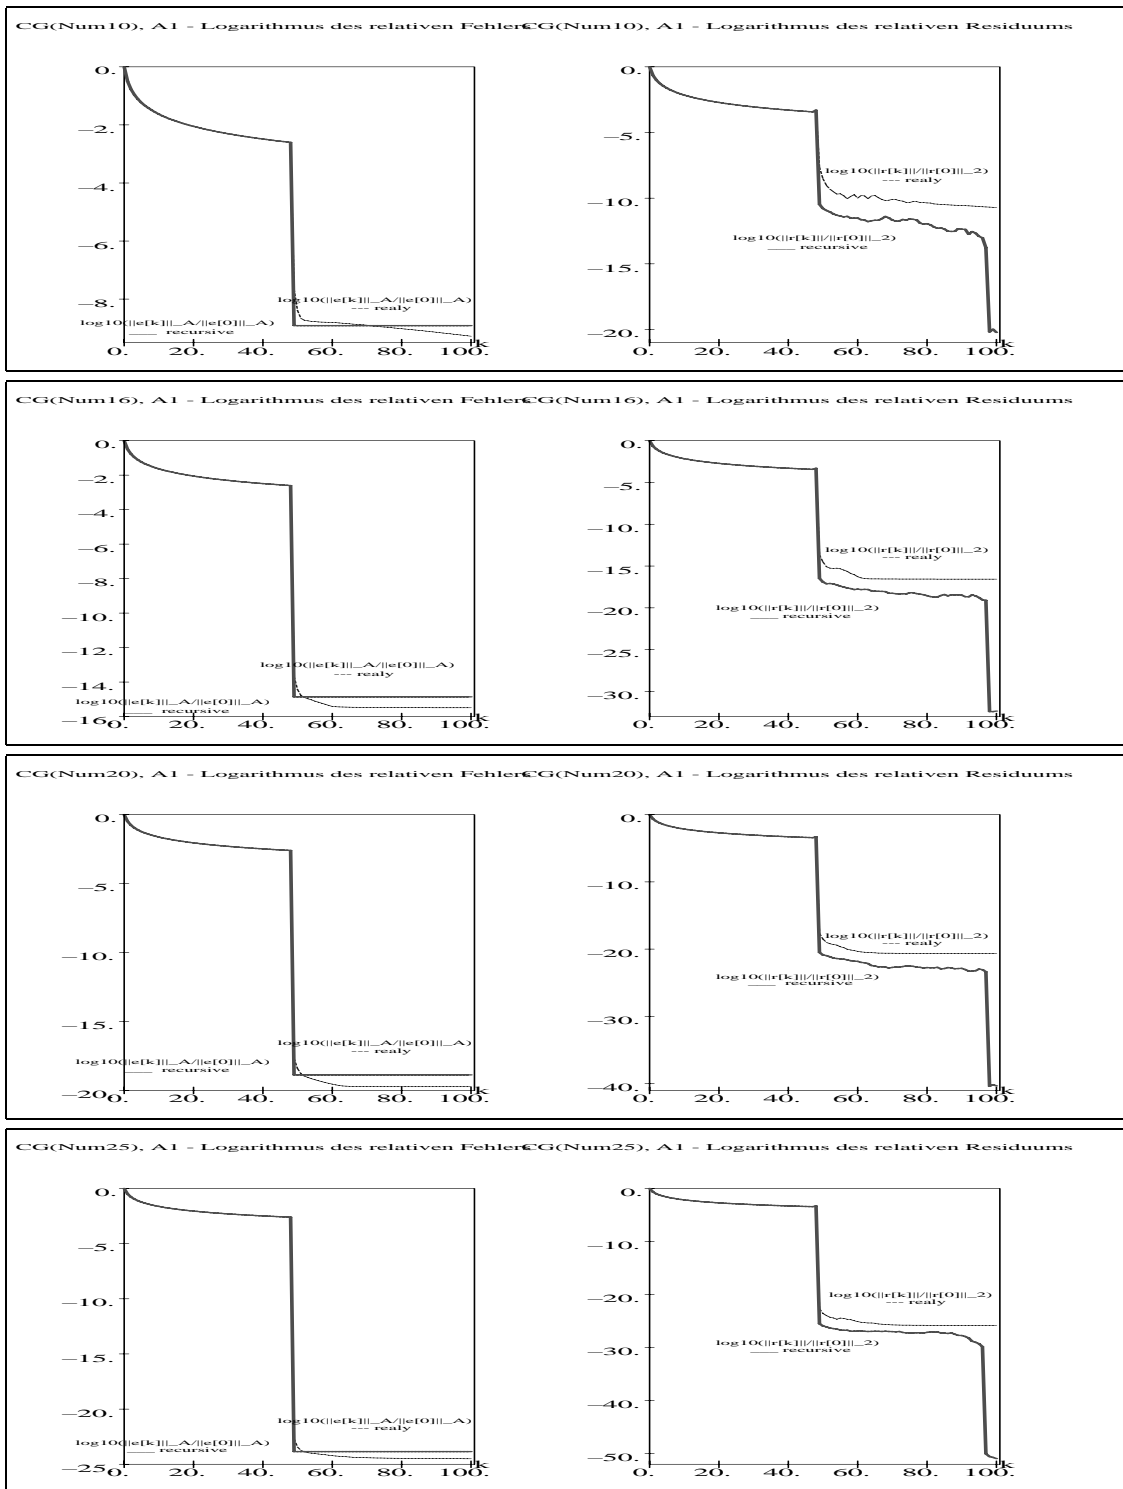 CG(Num10), A1 - Logarithmus des relativen Fehlers
CG(Num10), A1 - Logarithmus des relativen Residuums
0.
−2.
−4.
−6.
−8.
log10(||e[k]||_A/||e[0]||_A)
--- realy
log10(||e[k]||_A/||e[0]||_A)
___ recursive
0. 20. 40. 60. 80. 100. k
0.
−5.
−10.
−15.
−20.
log10(||r[k]||/||r[0]||_2)
--- realy
log10(||r[k]||/||r[0]||_2)
___ recursive
0. 20. 40. 60. 80. 100. k
CG(Num16), A1 - Logarithmus des relativen Fehlers
CG(Num16), A1 - Logarithmus des relativen Residuums
0.
−2.
−4.
−6.
−8.
−10.
−12.
−14.
−16.
log10(||e[k]||_A/||e[0]||_A)
--- realy
log10(||e[k]||_A/||e[0]||_A)
___ recursive
0. 20. 40. 60. 80. 100. k
0.
−5.
−10.
−15.
−20.
−25.
−30.
log10(||r[k]||/||r[0]||_2)
--- realy
log10(||r[k]||/||r[0]||_2)
___ recursive
0. 20. 40. 60. 80. 100. k
CG(Num20), A1 - Logarithmus des relativen Fehlers
CG(Num20), A1 - Logarithmus des relativen Residuums
0.
−5.
−10.
−15.
−20.
log10(||e[k]||_A/||e[0]||_A)
--- realy
log10(||e[k]||_A/||e[0]||_A)
___ recursive
0. 20. 40. 60. 80. 100. k
0.
−10.
−20.
−30.
−40.
log10(||r[k]||/||r[0]||_2)
--- realy
log10(||r[k]||/||r[0]||_2)
___ recursive
0. 20. 40. 60. 80. 100. k
CG(Num25), A1 - Logarithmus des relativen Fehlers
CG(Num25), A1 - Logarithmus des relativen Residuums
0.
−5.
−10.
−15.
−20.
−25.
log10(||e[k]||_A/||e[0]||_A)
--- realy
log10(||e[k]||_A/||e[0]||_A)
___ recursive
0. 20. 40. 60. 80. 100. k
0.
−10.
−20.
−30.
−40.
−50.
log10(||r[k]||/||r[0]||_2)
--- realy
log10(||r[k]||/||r[0]||_2)
___ recursive
0. 20. 40. 60. 80. 100. k